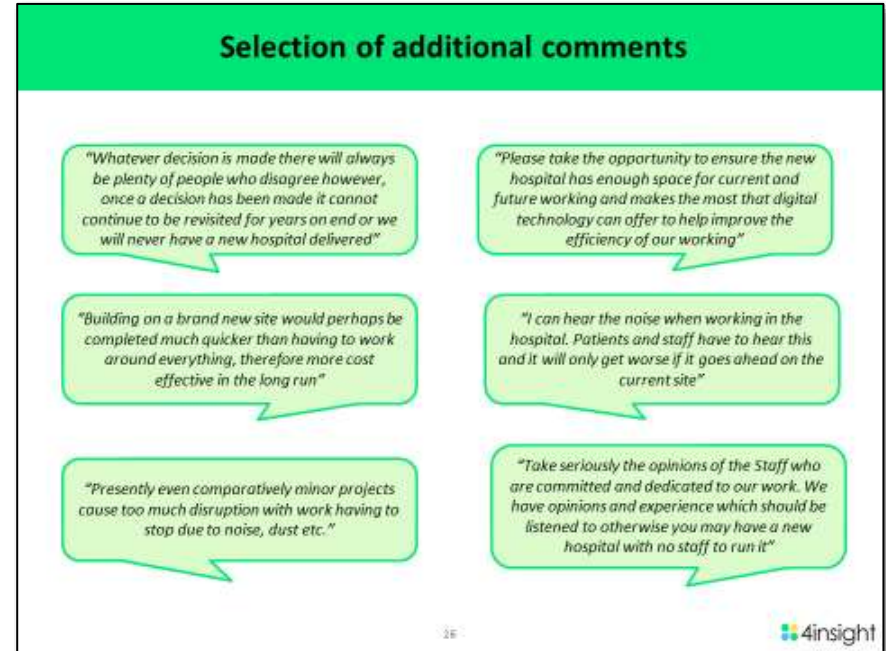 Selection of additional comments
"Whatever decision is made there will always
be plenty of people who disagree however,
once a decision has been made it cannot
continue to be revisited for years on end or we
will never have a new hospital delivered"
"Please take the opportunity to ensure the new
hospital has enough space for current and
future working and makes the most that digital
technology can offer to help improve the
efficiency of our working"
"Building on a brand new site would perhaps be
completed much quicker than having to work
around everything, therefore more cost
effective in the long run"
"I can hear the noise when working in the
hospital. Patients and staff have to hear this
and it will only get worse if it goes ahead on the
current site"
"Presently even comparatively minor projects
cause too much disruption with work having to
stop due to noise, dust etc."
"Take seriously the opinions of the Staff who
are committed and dedicated to our work. We
have opinions and experience which should be
listened to otherwise you may have a new
hospital with no staff to run it"
26
4insight